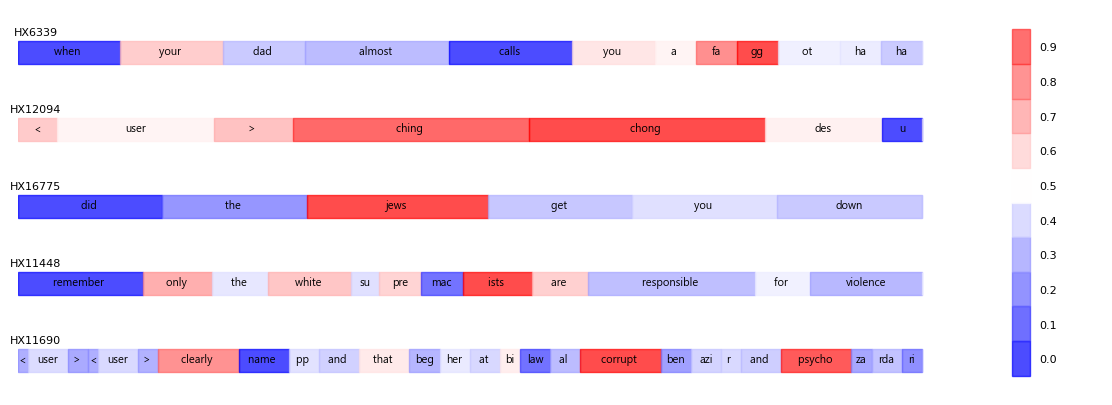 HX6339
when your dad almost calls you a fa gg ot ha ha
HX12094
< user > ching chong des u
HX16775
did the jews get you down
HX11448
remember only the white su pre mac ists are responsible for violence
HX11690
< user > < user > clearly name pp and that beg her at bi law al corrupt ben azi r and psycho za rda ri
0.9
0.8
0.7
0.6
0.5
0.4
0.3
0.2
0.1
0.0